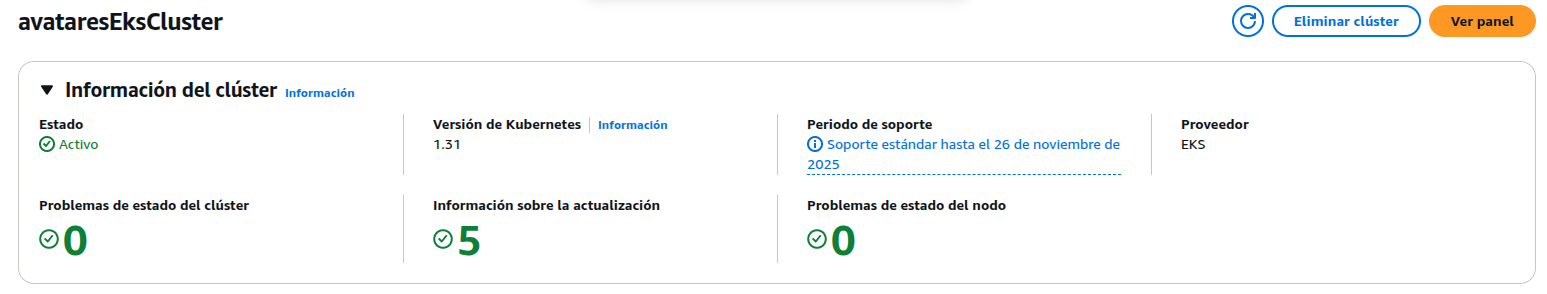 avataresEksCluster
Eliminar clúster
Ver panel
Información del clúster Información
Estado
Activo
Versión de Kubernetes Información
1.31
Periodo de soporte
Soporte estándar hasta el 26 de noviembre de
2025
Proveedor
EKS
Problemas de estado del clúster
0
Información sobre la actualización
5
Problemas de estado del nodo
0